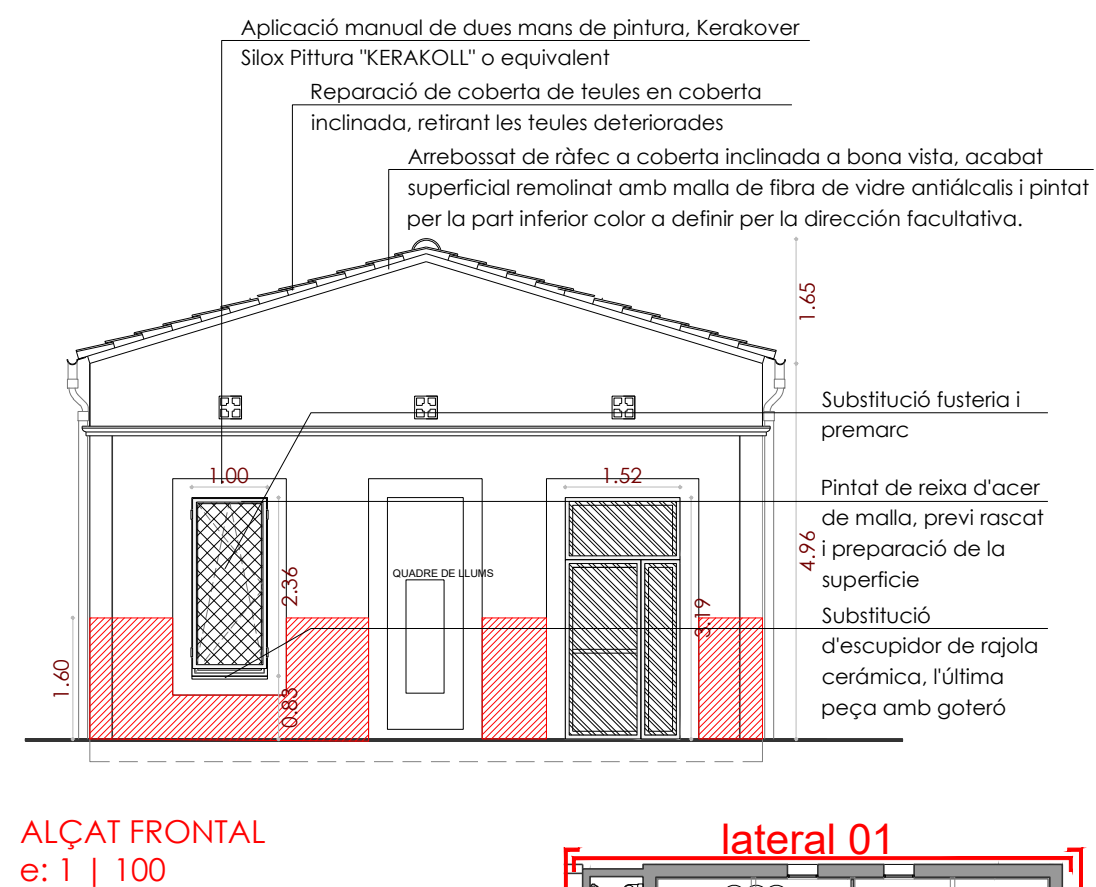 Aplicació manual de dues mans de pintura, Kerakover
Silox Pittura "KERAKOLL" o equivalent
Reparació de coberta de teules en coberta
inclinada, retirant les teules deteriorades
Arrebossat de ràfec a coberta inclinada a bona vista, acabat
superficial remolinat amb malla de fibra de vidre antiálcalis i pintat
per la part inferior color a definir per la dirección facultativa.
1.65
Substitució fusteria i
premarc
1.00
1.52
Pintat de reixa d'acer
de malla, previ rascat
i preparació de la
superficie
4.96
QUADRE DE LLUMS
2.36
3.19
Substitució
d'escupidor de rajola
cerámica, l'última
peça amb goteró
1.60
0.83
ALÇAT FRONTAL
e: 1 | 100
lateral 01